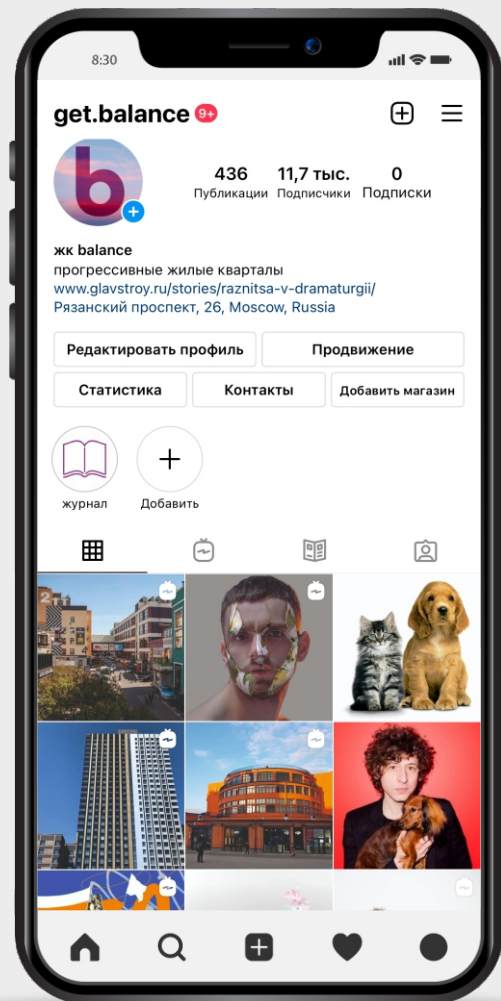 8:30
get.balance 9+
b
436 11,7 тыс. 0
Публикации Подписчики Подписки
жк balance
прогрессивные жилые кварталы
www.glavstroy.ru/stories/raznitsa-v-dramaturgii/
Рязанский проспект, 26, Moscow, Russia
Редактировать профиль Продвижение
Статистика Контакты Добавить магазин
журнал Добавить